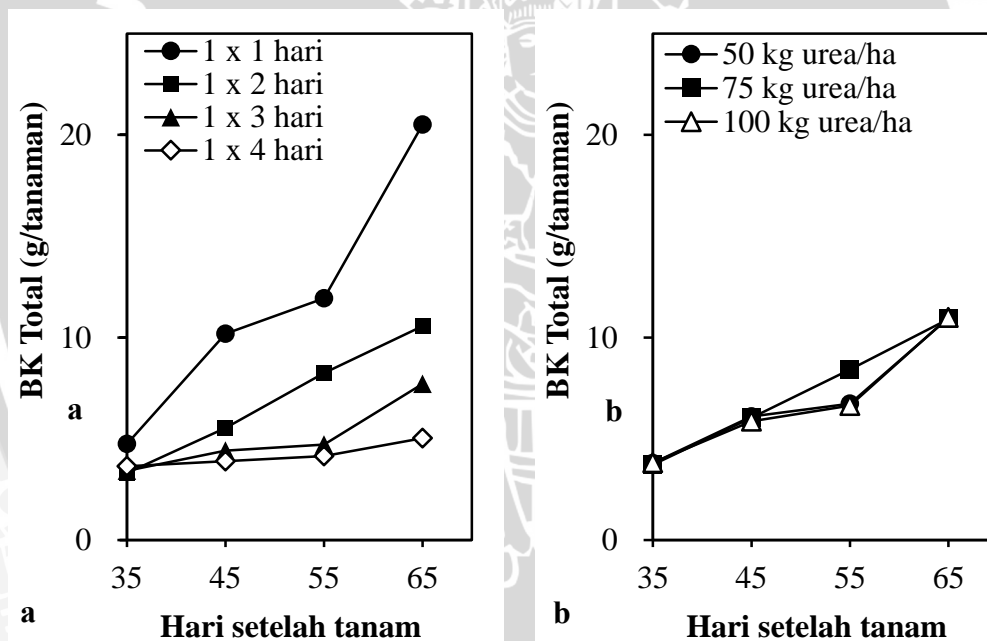 1 x 1 hari
1 x 2 hari
1 x 3 hari
1 x 4 hari
BK Total (g/tanaman)
20
10
0
a
35 45 55 65
a
Hari setelah tanam
50 kg urea/ha
75 kg urea/ha
100 kg urea/ha
BK Total (g/tanaman)
20
10
0
b
35 45 55 65
b
Hari setelah tanam